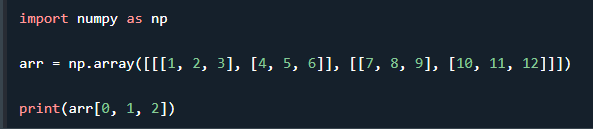 import numpy as np
arr = np.array([[[1, 2, 3], [4, 5, 6]], [[7, 8, 9], [10, 11, 12]]])
print(arr[0, 1, 2])